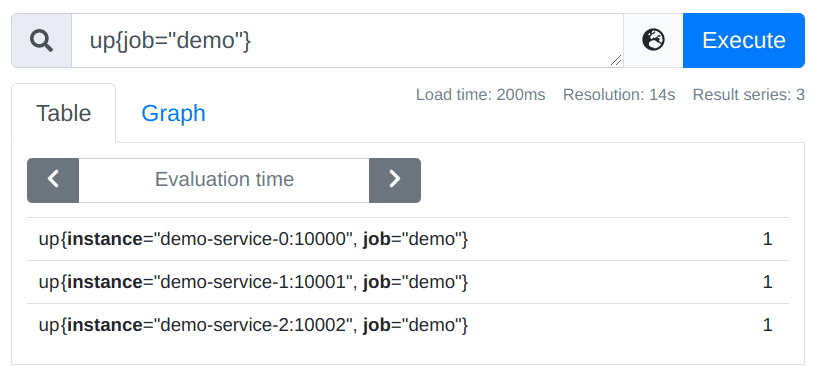 up{job="demo"}
Execute
Load time: 200ms Resolution: 14s Result series: 3
Table Graph
Evaluation time
up{instance="demo-service-0:10000", job="demo"} 1
up{instance="demo-service-1:10001", job="demo"} 1
up{instance="demo-service-2:10002", job="demo"} 1